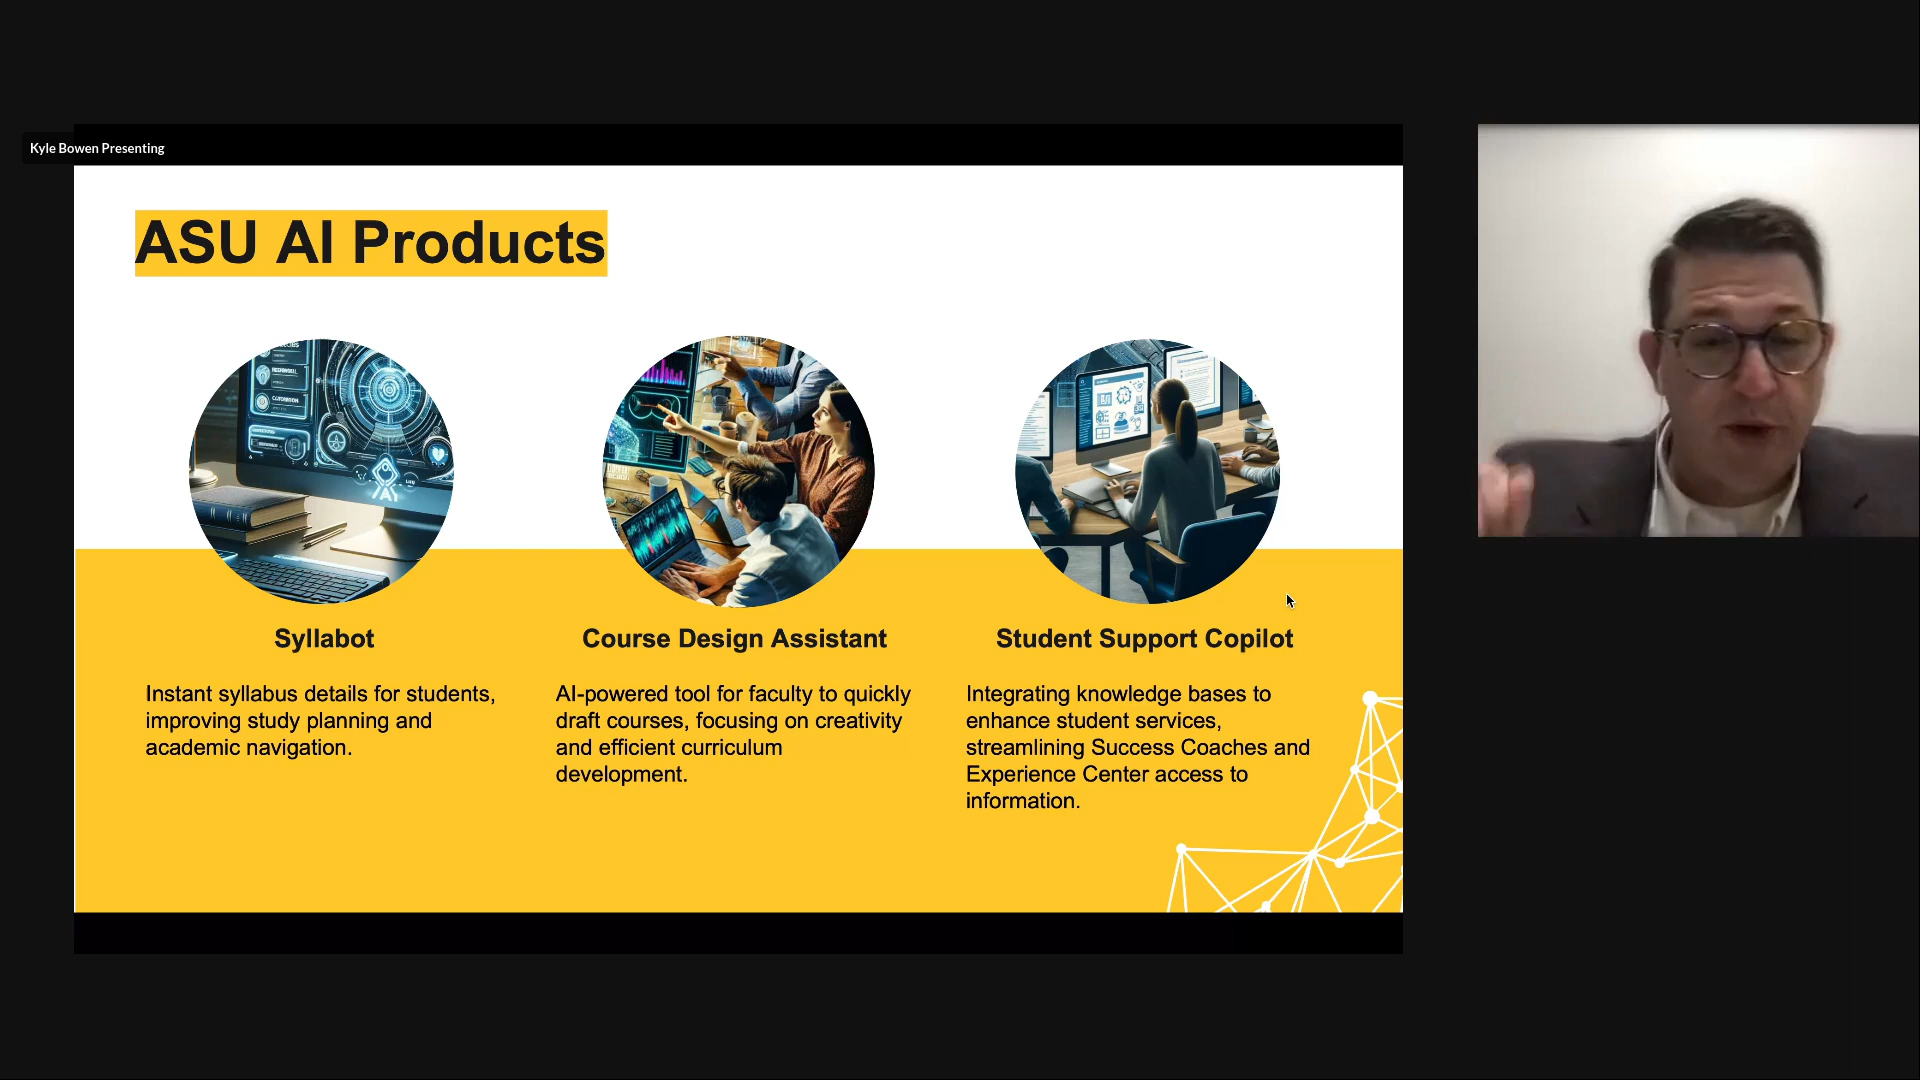 Kyle Bowen Presenting
ASU AI Products
Syllabot
Instant syllabus details for students,
improving study planning and
academic navigation.
Course Design Assistant
AI-powered tool for faculty to quickly
draft courses, focusing on creativity
and efficient curriculum
development.
Student Support Copilot
Integrating knowledge bases to
enhance student services,
streamlining Success Coaches and
Experience Center access to
information.